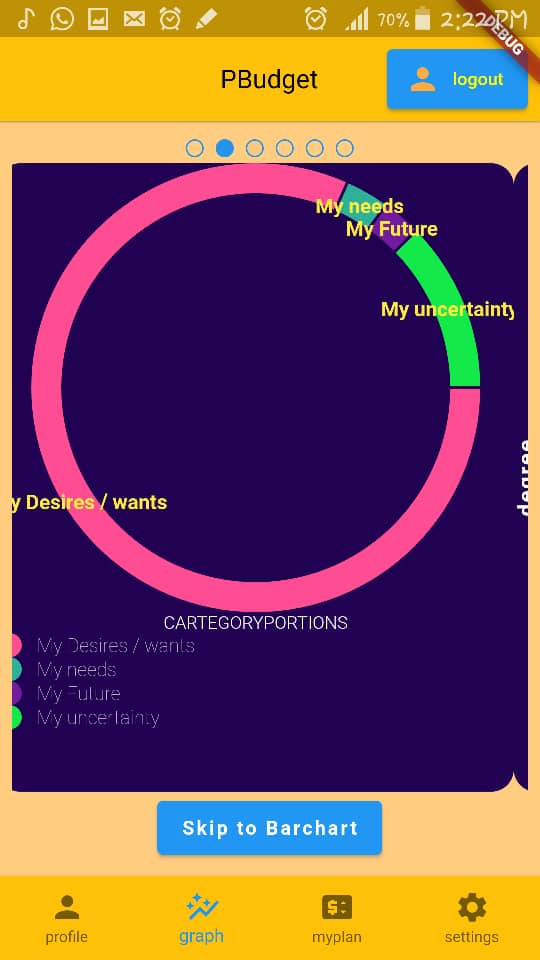 70% 2:22 PM
DEBUG
PBudget
logout
My needs
My Future
My uncertainty
degree
y Desires / wants
CARTEGORYPORTIONS
My Desires / wants
My needs
My Future
My uncertainty
Skip to Barchart
profile
graph
myplan
settings